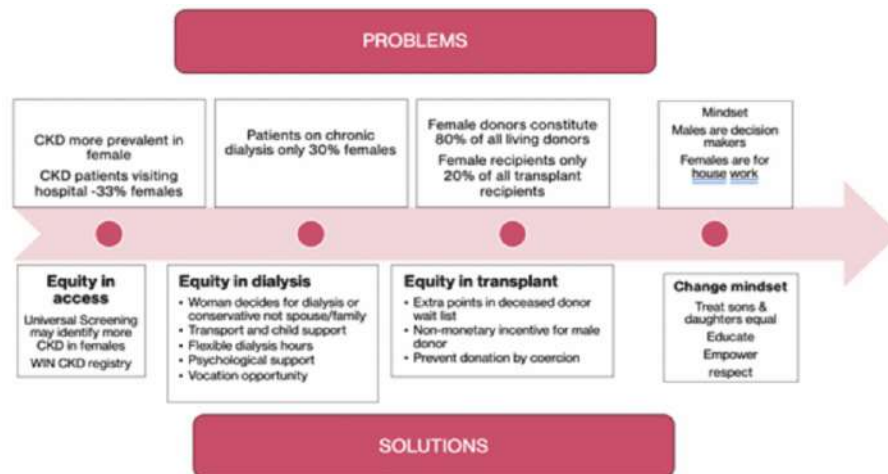 PROBLEMS
CKD more prevalent in
female
CKD patients visiting
hospital -33% females
Patients on chronic
dialysis only 30% females
Female donors constitute
80% of all living donors
Female recipients only
20% of all transplant
recipients
Mindset
Males are decision
makers
Females are for
house work
Equity in
access
Universal Screening
may identify more
CKD in females
WIN CKD registry
Equity in dialysis
• Woman decides for dialysis or
conservative not spouse/family
• Transport and child support
• Flexible dialysis hours
• Psychological support
• Vocation opportunity
Equity in transplant
• Extra points in deceased donor
wait list
• Non-monetary incentive for male
donor
• Prevent donation by coercion
Change mindset
Treat sons &
daughters equal
Educate
Empower
respect
SOLUTIONS